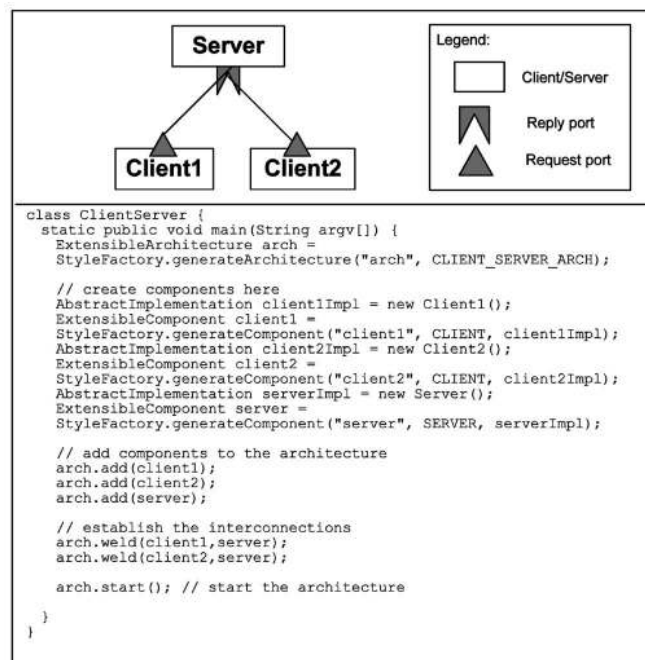 Server
Client1
Client2
Legend:
Client/Server
Reply port
Request port
class ClientServer {
static public void main(String argv[]) {
ExtensibleArchitecture arch =
StyleFactory.generateArchitecture("arch", CLIENT_SERVER_ARCH);
// create components here
AbstractImplementation client1Impl = new Client1();
ExtensibleComponent client1 =
StyleFactory.generateComponent("client1", CLIENT, client1Impl);
AbstractImplementation client2Impl = new Client2();
ExtensibleComponent client2 =
StyleFactory.generateComponent("client2", CLIENT, client2Impl);
AbstractImplementation serverImpl = new Server();
ExtensibleComponent server =
StyleFactory.generateComponent("server", SERVER, serverImpl);
// add components to the architecture
arch.add(client1);
arch.add(client2);
arch.add(server);
// establish the interconnections
arch.weld(client1,server);
arch.weld(client2,server);
arch.start(); // start the architecture
}
}